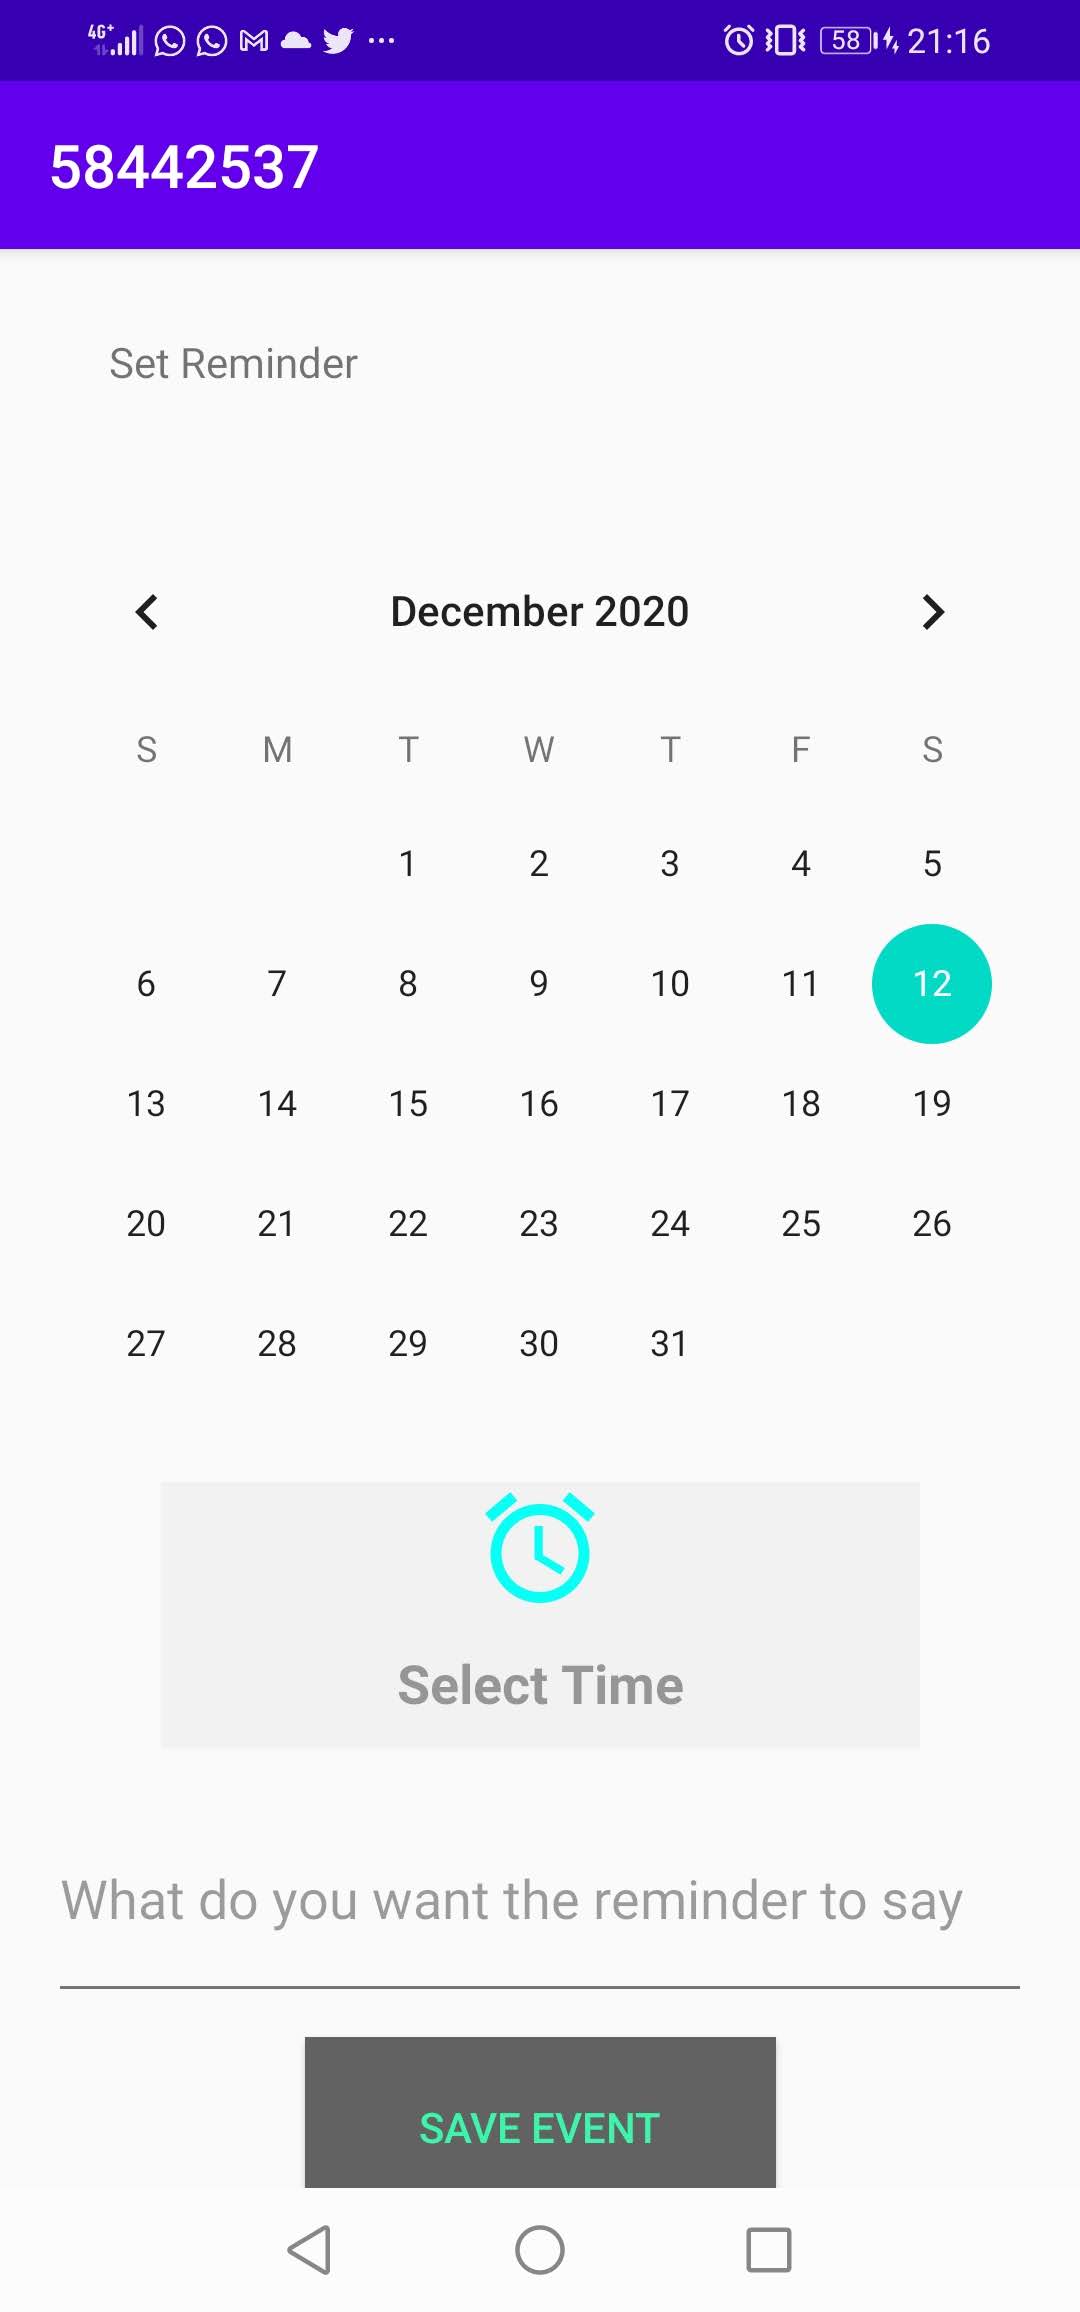 4G+ 58 21:16
58442537
Set Reminder
December 2020
S M T W T F S
1 2 3 4 5
6 7 8 9 10 11 12
13 14 15 16 17 18 19
20 21 22 23 24 25 26
27 28 29 30 31
Select Time
What do you want the reminder to say
SAVE EVENT